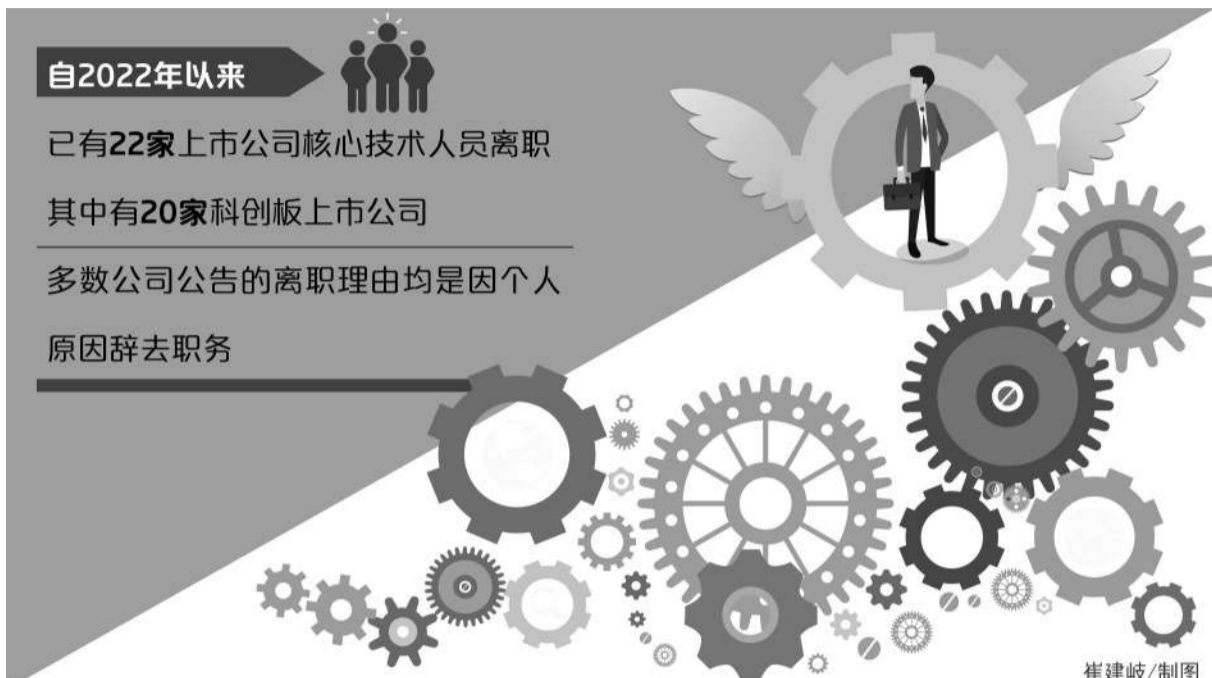 自2022年以来
已有22家上市公司核心技术人员离职
其中有20家科创板上市公司
多数公司公告的离职理由均是因个人
原因辞去职务
崔建岐/制图